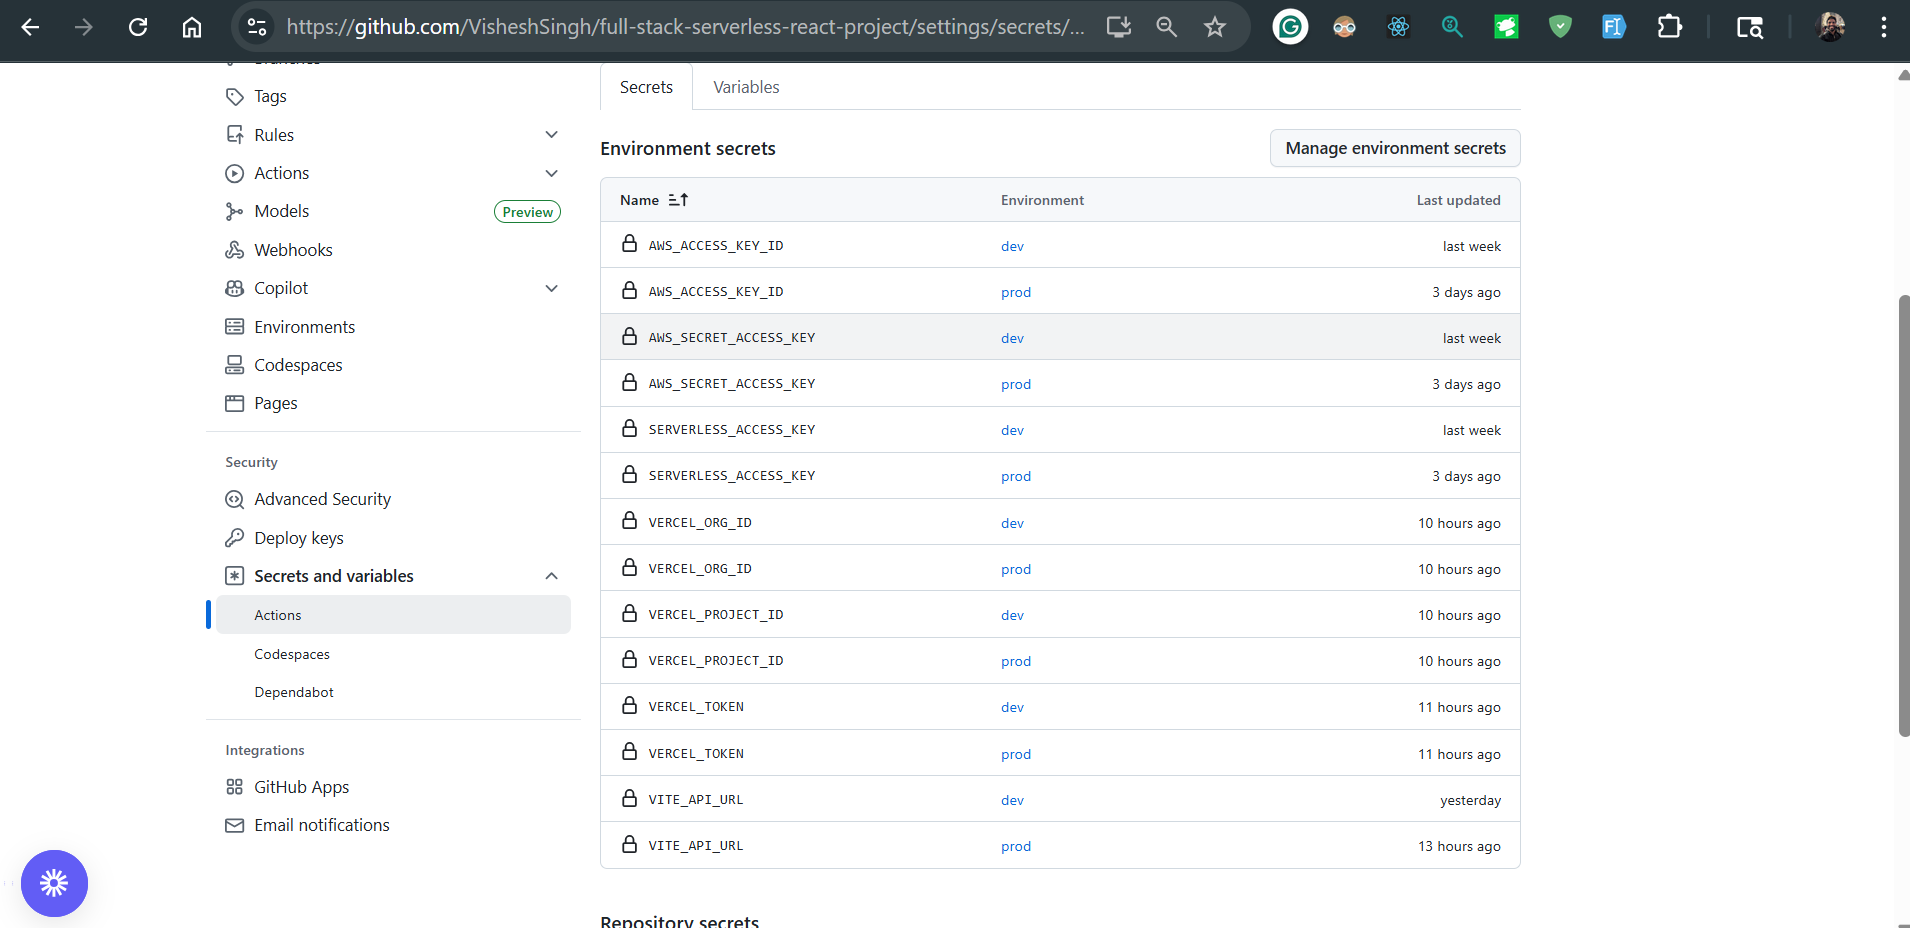 https://github.com/VisheshSingh/full-stack-serverless-react-project/settings/secrets/...
Tags
Rules
Actions
Models Preview
Webhooks
Copilot
Environments
Codespaces
Pages
Security
Advanced Security
Deploy keys
Secrets and variables
Actions
Codespaces
Dependabot
Integrations
GitHub Apps
Email notifications
Secrets Variables
Environment secrets Manage environment secrets
Name Environment Last updated
AWS_ACCESS_KEY_ID dev last week
AWS_ACCESS_KEY_ID prod 3 days ago
AWS_SECRET_ACCESS_KEY dev last week
AWS_SECRET_ACCESS_KEY prod 3 days ago
SERVERLESS_ACCESS_KEY dev last week
SERVERLESS_ACCESS_KEY prod 3 days ago
VERCEL_ORG_ID dev 10 hours ago
VERCEL_ORG_ID prod 10 hours ago
VERCEL_PROJECT_ID dev 10 hours ago
VERCEL_PROJECT_ID prod 10 hours ago
VERCEL_TOKEN dev 11 hours ago
VERCEL_TOKEN prod 11 hours ago
VITE_API_URL dev yesterday
VITE_API_URL prod 13 hours ago
Repository secrets